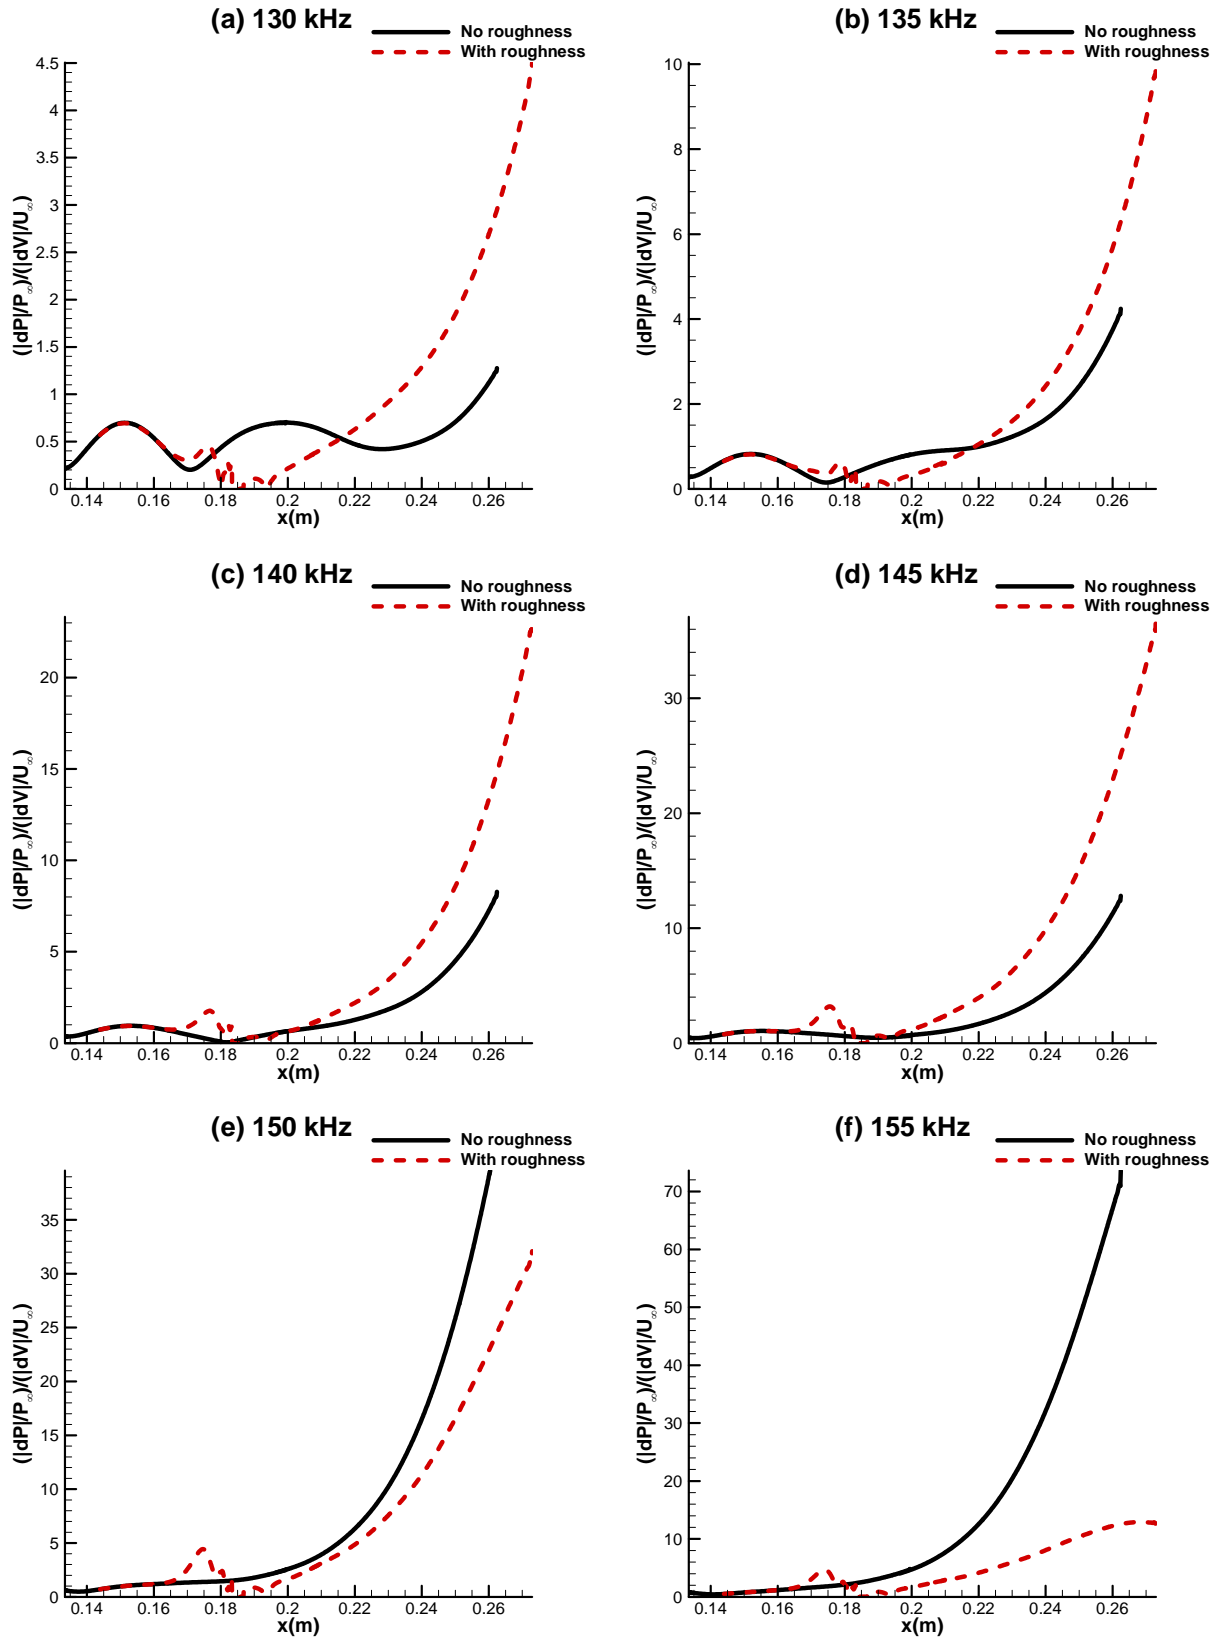 (a) 130 kHz
No roughness
With roughness
4.5
4
3.5
3
2.5
2
1.5
1
0.5
0
(|dP|/P∞)/(|dV|/U∞)
0.14 0.16 0.18 0.2 0.22 0.24 0.26
x(m)
(b) 135 kHz
No roughness
With roughness
10
8
6
4
2
0
(|dP|/P∞)/(|dV|/U∞)
0.14 0.16 0.18 0.2 0.22 0.24 0.26
x(m)
(c) 140 kHz
No roughness
With roughness
20
15
10
5
0
(|dP|/P∞)/(|dV|/U∞)
0.14 0.16 0.18 0.2 0.22 0.24 0.26
x(m)
(d) 145 kHz
No roughness
With roughness
30
20
10
0
(|dP|/P∞)/(|dV|/U∞)
0.14 0.16 0.18 0.2 0.22 0.24 0.26
x(m)
(e) 150 kHz
No roughness
With roughness
35
30
25
20
15
10
5
0
(|dP|/P∞)/(|dV|/U∞)
0.14 0.16 0.18 0.2 0.22 0.24 0.26
x(m)
(f) 155 kHz
No roughness
With roughness
70
60
50
40
30
20
10
0
(|dP|/P∞)/(|dV|/U∞)
0.14 0.16 0.18 0.2 0.22 0.24 0.26
x(m)